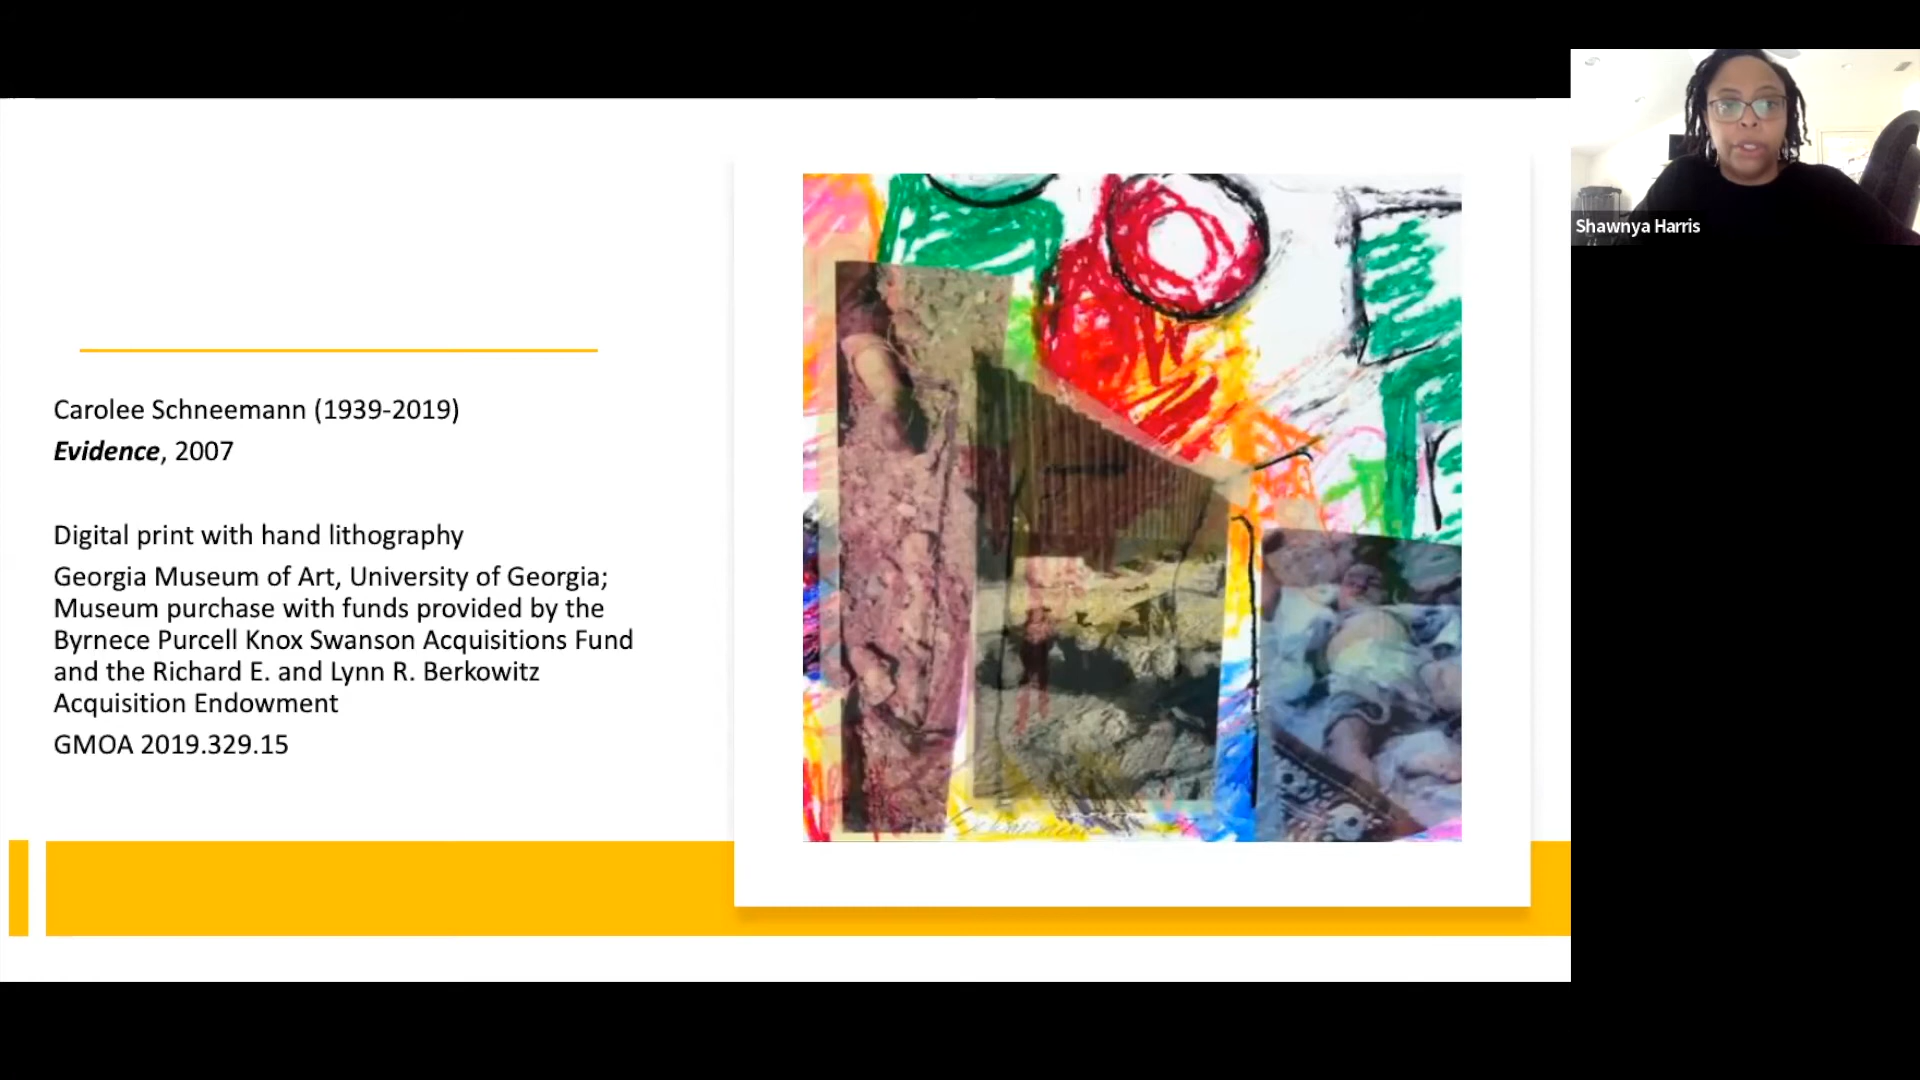 Carolee Schneemann (1939-2019)
Evidence, 2007
Digital print with hand lithography
Georgia Museum of Art, University of Georgia;
Museum purchase with funds provided by the
Byrnece Purcell Knox Swanson Acquisitions Fund
and the Richard E. and Lynn R. Berkowitz
Acquisition Endowment
GMOA 2019.329.15
Shawnya Harris